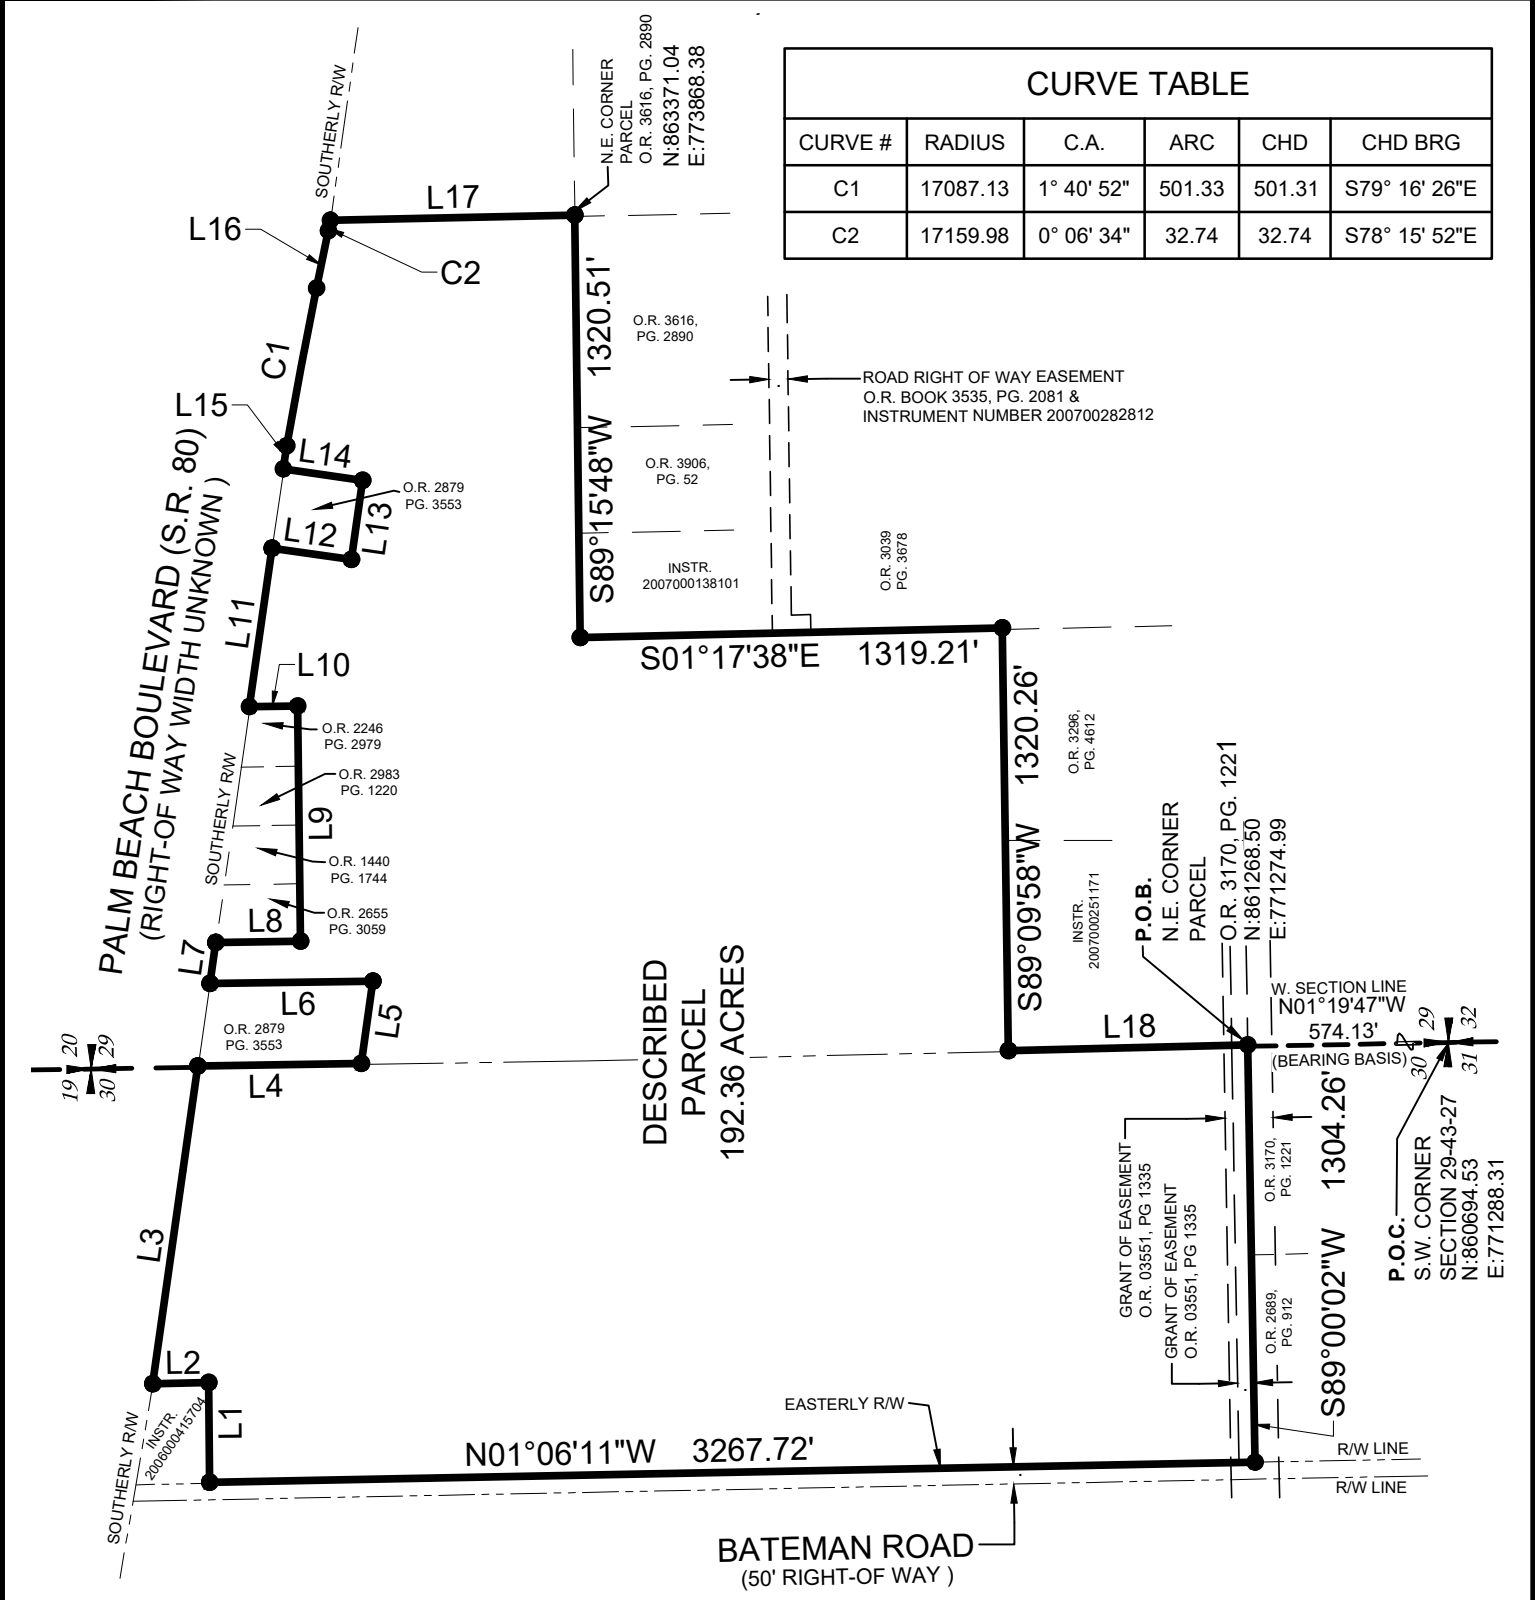 CURVE TABLE
CURVE # RADIUS C.A. ARC CHD CHD BRG
C1 17087.13 1° 40' 52" 501.33 501.31 S79° 16' 26"E
C2 17159.98 0° 06' 34" 32.74 32.74 S78° 15' 52"E
SOUTHERLY R/W
N.E. CORNER
PARCEL
O.R. 3616, PG. 2890
N:863371.04
E:773868.38
L17
L16
C2
C1
L15
L14
O.R. 2879
PG. 3553
L13
L12
L11
L10
PALM BEACH BOULEVARD (S.R. 80)
(RIGHT-OF WAY WIDTH UNKNOWN )
SOUTHERLY R/W
O.R. 2246
PG. 2979
O.R. 2983
PG. 1220
L9
O.R. 1440
PG. 1744
O.R. 2655
PG. 3059
L8
L7
L6
L5
O.R. 2879
PG. 3553
L4
19 20
30 29
L3
L2
L1
INSTR.
2006000415704
SOUTHERLY R/W
S89°15'48"W 1320.51'
O.R. 3616,
PG. 2890
ROAD RIGHT OF WAY EASEMENT
O.R. BOOK 3535, PG. 2081 &
INSTRUMENT NUMBER 200700282812
O.R. 3906,
PG. 52
INSTR.
2007000138101
O.R. 3039
PG. 3678
S01°17'38"E 1319.21'
S89°09'58"W 1320.26'
O.R. 3296,
PG. 4612
INSTR.
2007000251171
P.O.B.
N.E. CORNER
PARCEL
O.R. 3170, PG. 1221
N:861268.50
E:771274.99
W. SECTION LINE
N01°19'47"W
574.13'
(BEARING BASIS)
30 29
31 32
L18
DESCRIBED
PARCEL
192.36 ACRES
GRANT OF EASEMENT
O.R. 03551, PG 1335
GRANT OF EASEMENT
O.R. 03551, PG 1335
O.R. 3170,
PG. 1221
O.R. 2689,
PG. 912
S89°00'02"W 1304.26'
P.O.C.
S.W. CORNER
SECTION 29-43-27
N:860694.53
E:771288.31
EASTERLY R/W
N01°06'11"W 3267.72'
R/W LINE
R/W LINE
BATEMAN ROAD
(50' RIGHT-OF WAY )